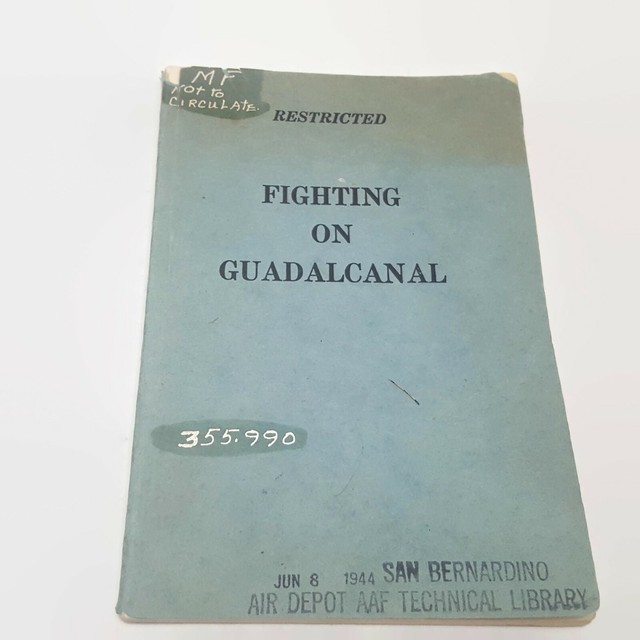 MF
not to
CIRCULATE.
RESTRICTED
FIGHTING
ON
GUADALCANAL
355.990
JUN 8 1944 SAN BERNARDINO
AIR DEPOT AAF TECHNICAL LIBRARY